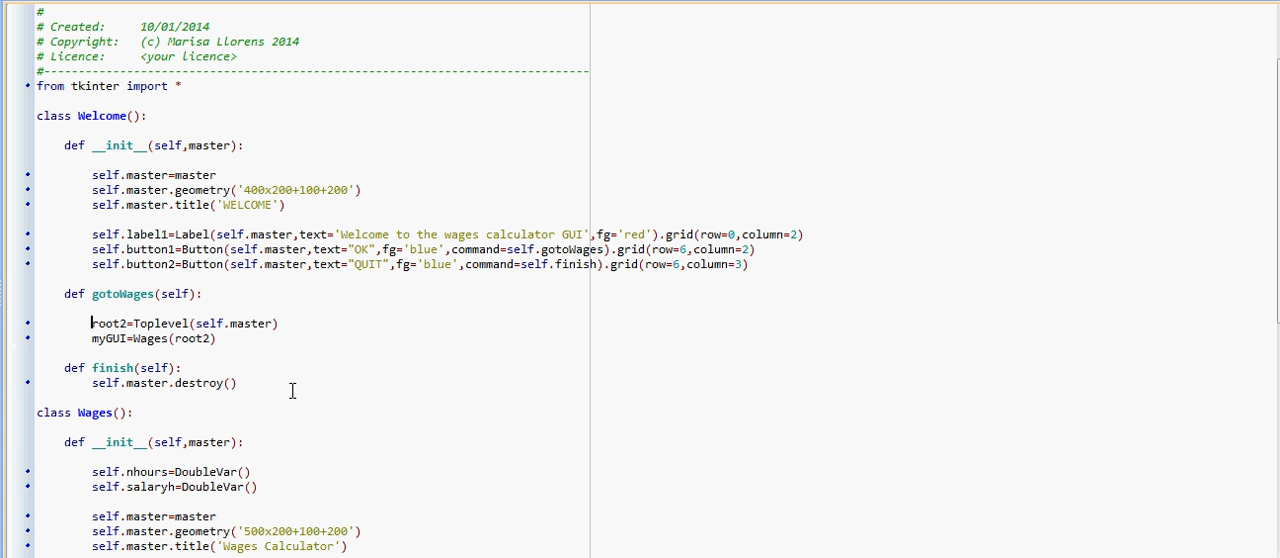 #
# Created:     10/01/2014
# Copyright:   (c) Marisa Llorens 2014
# Licence:     <your licence>
#-------------------------------------------------------------------------------
from tkinter import *
class Welcome():
    def __init__(self,master):
        self.master=master
        self.master.geometry('400x200+100+200')
        self.master.title('WELCOME')
        self.label1=Label(self.master,text='Welcome to the wages calculator GUI',fg='red').grid(row=0,column=2)
        self.button1=Button(self.master,text="OK",fg='blue',command=self.gotoWages).grid(row=6,column=2)
        self.button2=Button(self.master,text="QUIT",fg='blue',command=self.finish).grid(row=6,column=3)
    def gotoWages(self):
        root2=Toplevel(self.master)
        myGUI=Wages(root2)
    def finish(self):
        self.master.destroy()
class Wages():
    def __init__(self,master):
        self.nhours=DoubleVar()
        self.salaryh=DoubleVar()
        self.master=master
        self.master.geometry('500x200+100+200')
        self.master.title('Wages Calculator')